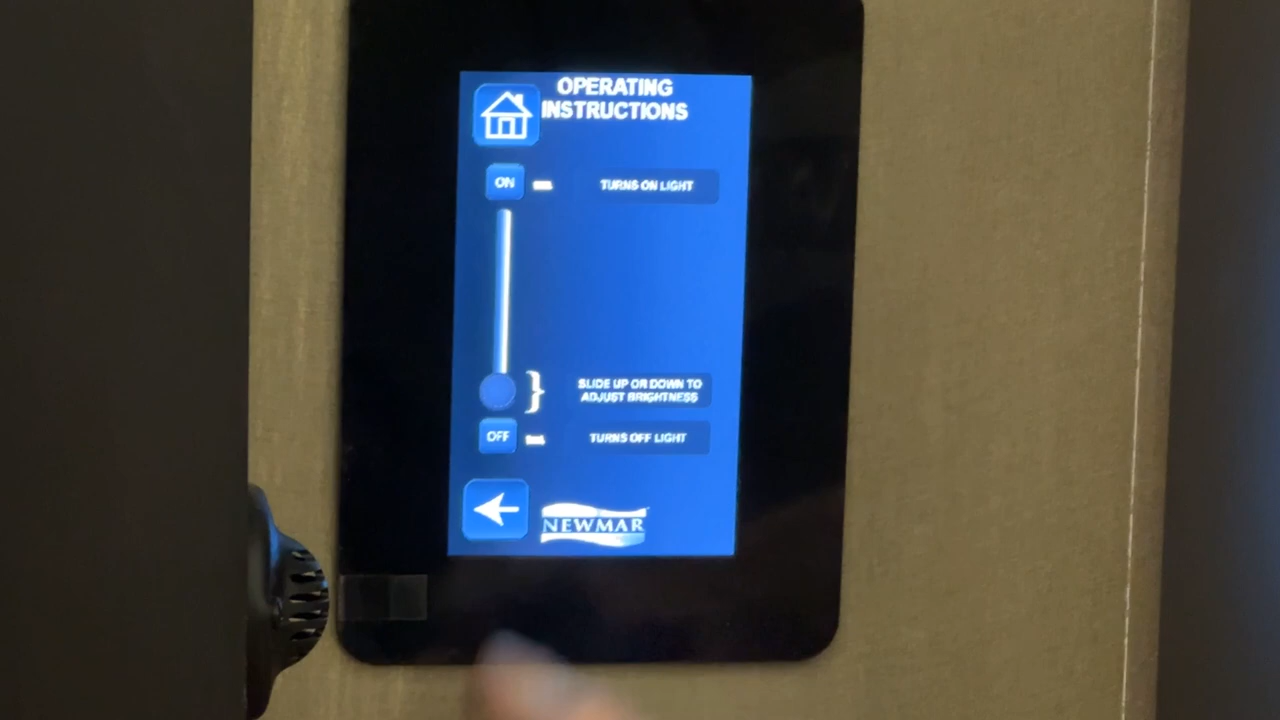 OPERATING
INSTRUCTIONS
ON
TURNS ON LIGHT
SLIDE UP OR DOWN TO
ADJUST BRIGHTNESS
OFF
TURNS OFF LIGHT
NEWMAR